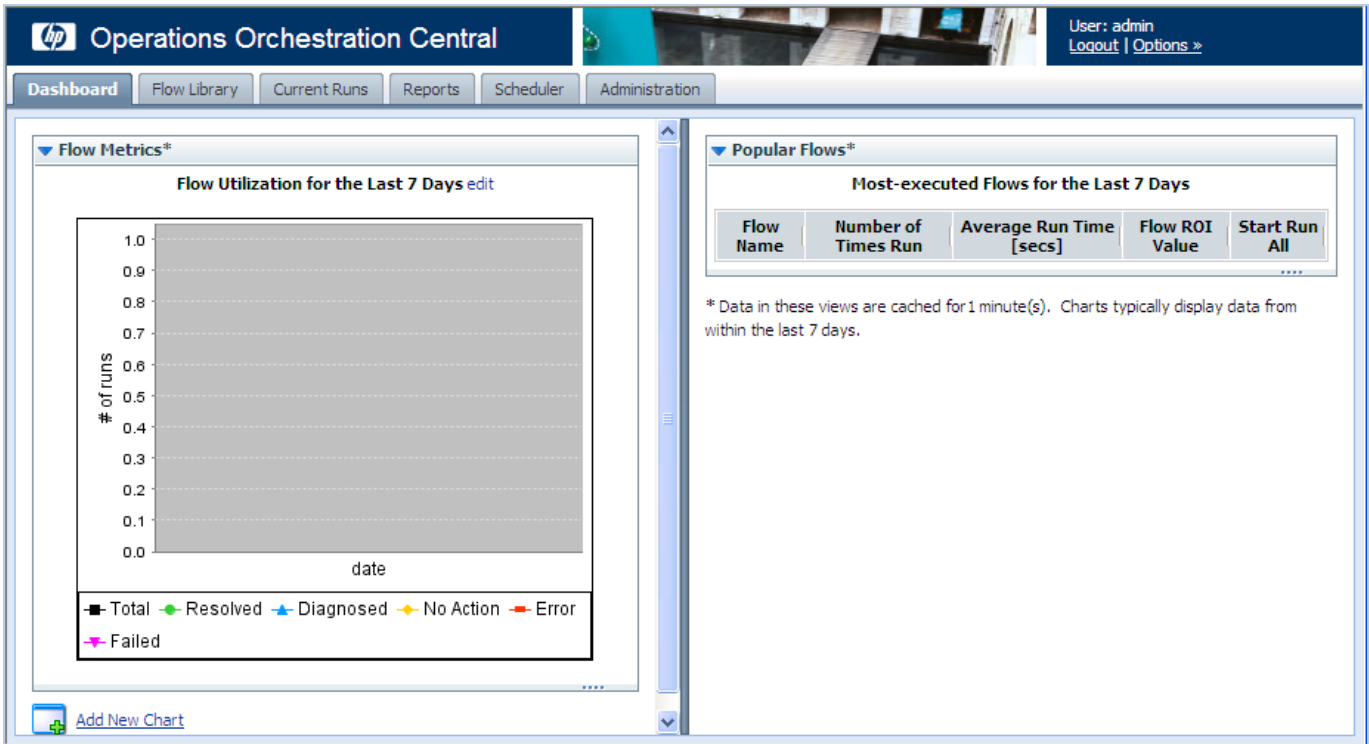 hp Operations Orchestration Central
User: admin
Logout | Options »
Dashboard Flow Library Current Runs Reports Scheduler Administration
Flow Metrics*
Flow Utilization for the Last 7 Days edit
1.0
0.9
0.8
0.7
0.6
0.5
0.4
0.3
0.2
0.1
0.0
# of runs
date
Total Resolved Diagnosed No Action Error
Failed
Add New Chart
Popular Flows*
Most-executed Flows for the Last 7 Days
Flow Number of Average Run Time Flow ROI Start Run
Name Times Run [secs] Value All
* Data in these views are cached for 1 minute(s). Charts typically display data from
within the last 7 days.